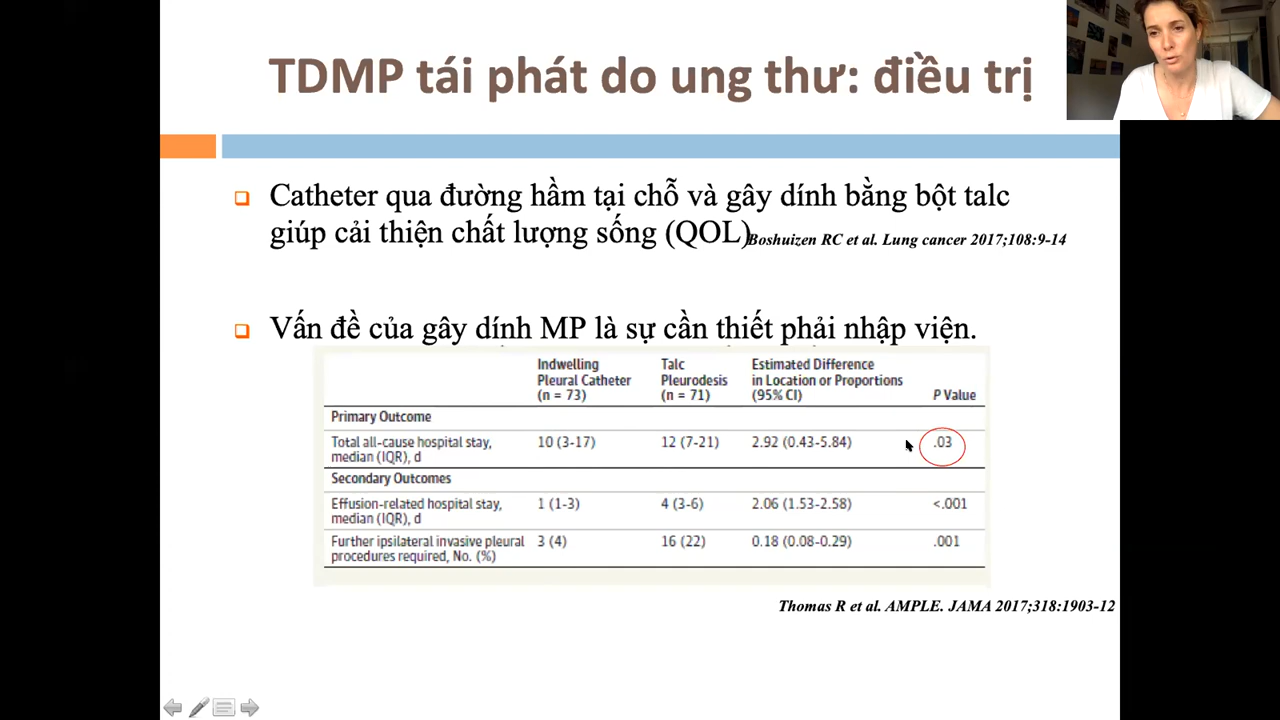 TDMP tái phát do ung thư: điều trị
Catheter qua đường hầm tại chỗ và gây dính bằng bột talc
giúp cải thiện chất lượng sống (QOL)Boshuizen RC et al. Lung cancer 2017;108:9-14
Vấn đề của gây dính MP là sự cần thiết phải nhập viện.
Indwelling Pleural Catheter (n = 73) Talc Pleurodesis (n = 71) Estimated Difference in Location or Proportions (95% CI) P Value
Primary Outcome
Total all-cause hospital stay, median (IQR), d 10 (3-17) 12 (7-21) 2.92 (0.43-5.84) .03
Secondary Outcomes
Effusion-related hospital stay, median (IQR), d 1 (1-3) 4 (3-6) 2.06 (1.53-2.58) <.001
Further ipsilateral invasive pleural procedures required, No. (%) 3 (4) 16 (22) 0.18 (0.08-0.29) .001
Thomas R et al. AMPLE. JAMA 2017;318:1903-12